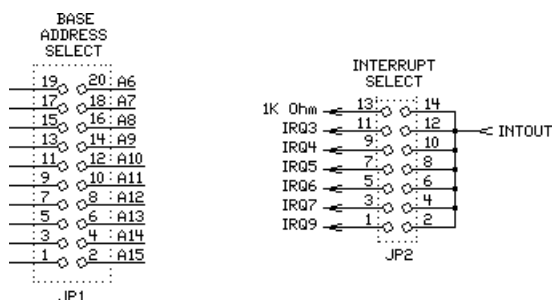 BASE
ADDRESS
SELECT
19 20 A6
17 18 A7
15 16 A8
13 14 A9
11 12 A10
9 10 A11
7 8 A12
5 6 A13
3 4 A14
1 2 A15
JP1
INTERRUPT
SELECT
1K Ohm 13 14
IRQ3 11 12 INTOUT
IRQ4 9 10
IRQ5 7 8
IRQ6 5 6
IRQ7 3 4
IRQ9 1 2
JP2